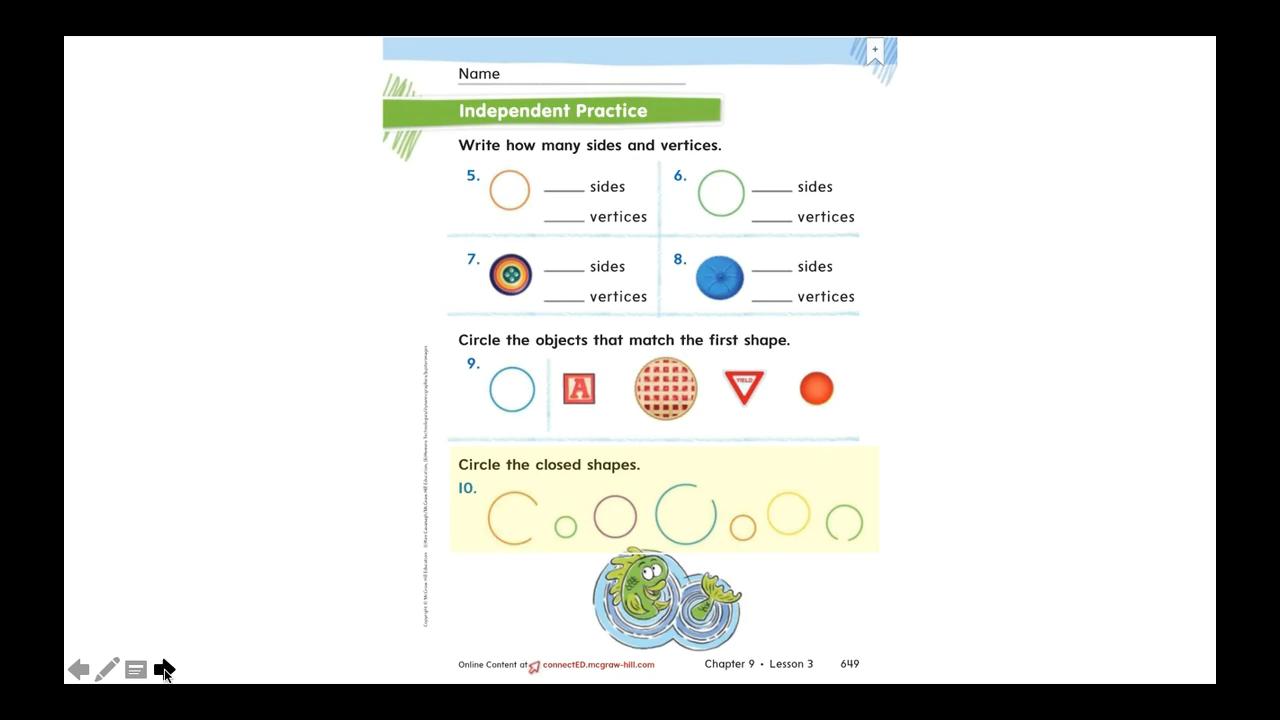 Name
Independent Practice
Write how many sides and vertices.
5.
sides
vertices
6.
sides
vertices
7.
sides
vertices
8.
sides
vertices
Circle the objects that match the first shape.
9.
A
YIELD
Circle the closed shapes.
10.
Online Content at connectED.mcgraw-hill.com
Chapter 9 • Lesson 3 649